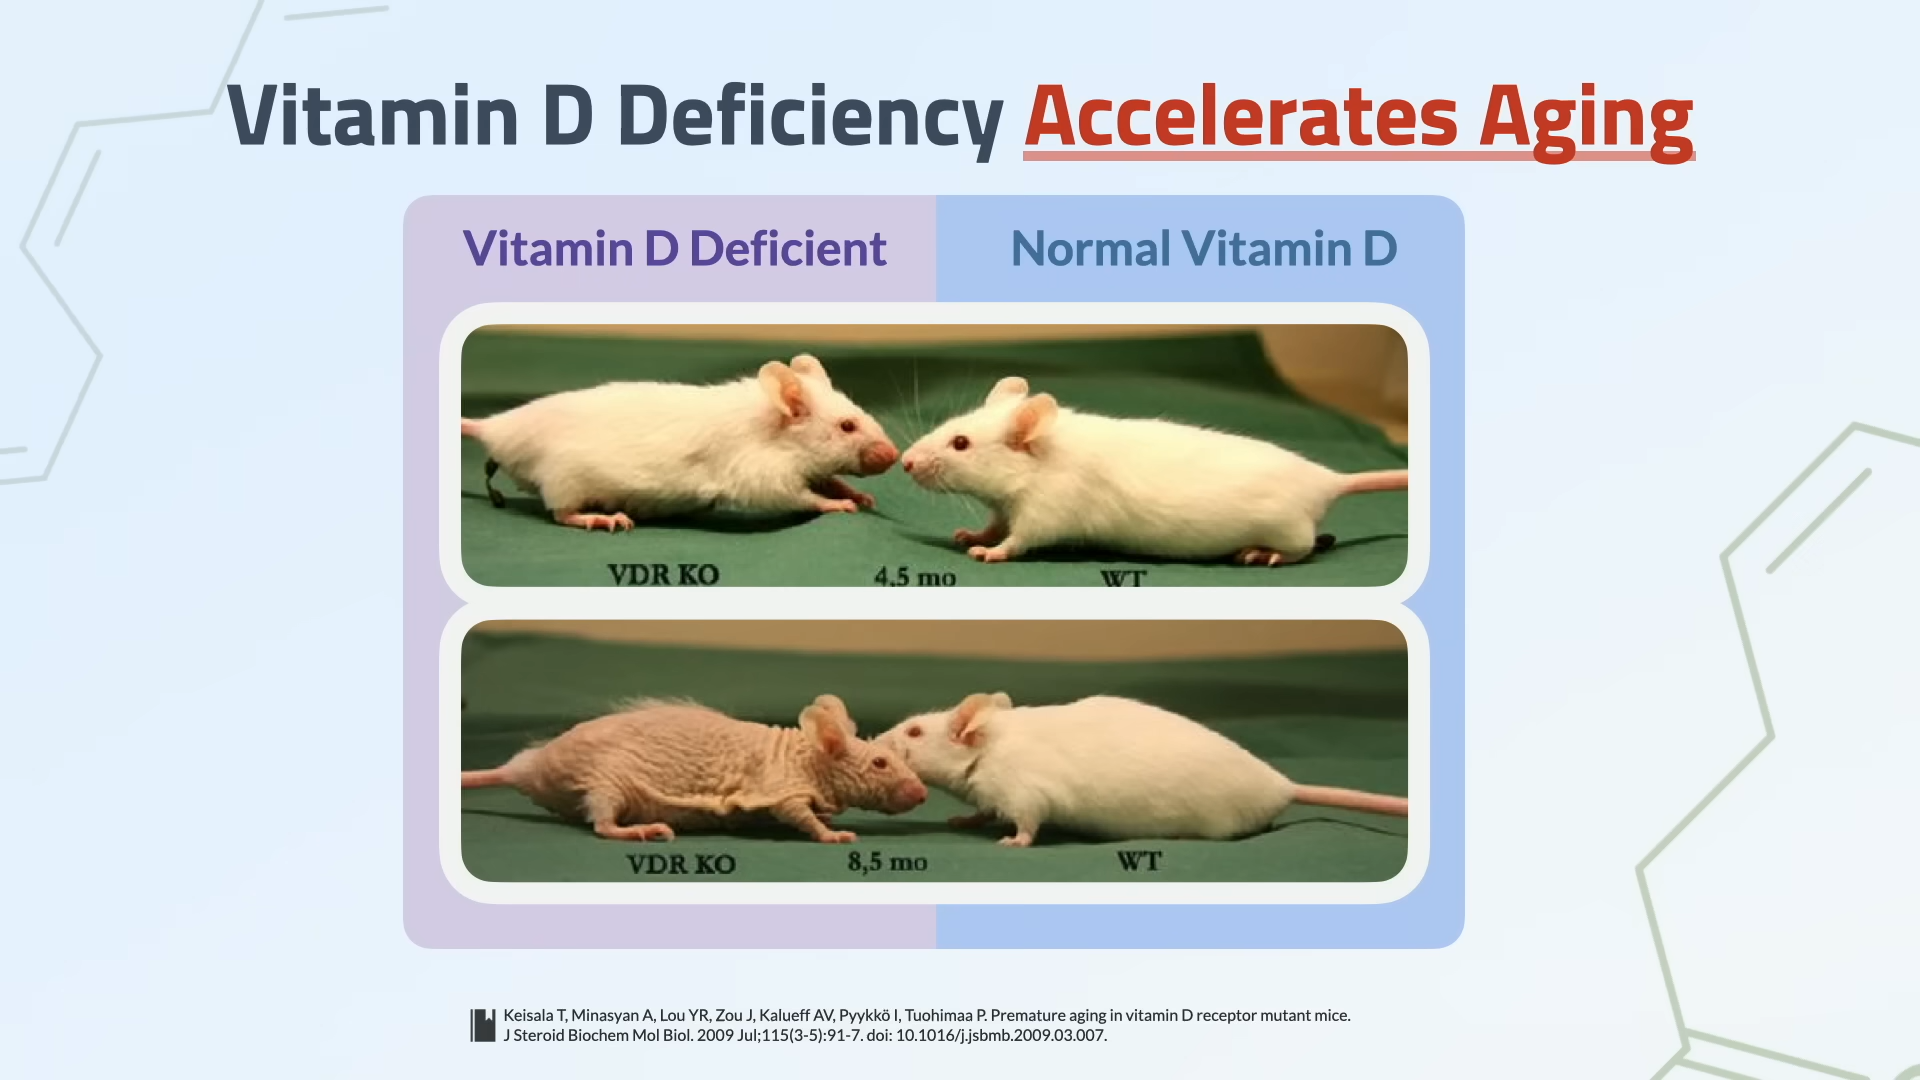 Vitamin D Deficiency Accelerates Aging
Vitamin D Deficient
Normal Vitamin D
VDR KO
4,5 mo
WT
VDR KO
8,5 mo
WT
Keisala T, Minasyan A, Lou YR, Zou J, Kalueff AV, Pyykkö I, Tuohimaa P. Premature aging in vitamin D receptor mutant mice.
J Steroid Biochem Mol Biol. 2009 Jul;115(3-5):91-7. doi: 10.1016/j.jsbmb.2009.03.007.